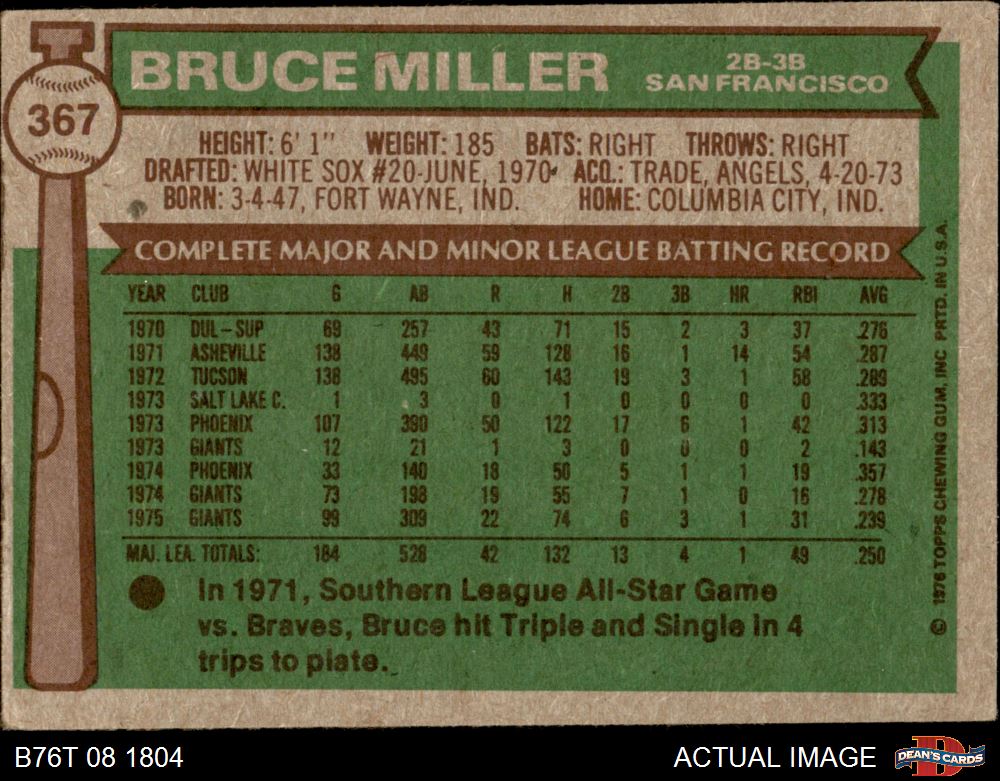 BRUCE MILLER 2B-3B
SAN FRANCISCO
367
HEIGHT: 6' 1" WEIGHT: 185 BATS: RIGHT THROWS: RIGHT
DRAFTED: WHITE SOX #20-JUNE, 1970 ACQ.: TRADE, ANGELS, 4-20-73
BORN: 3-4-47, FORT WAYNE, IND. HOME: COLUMBIA CITY, IND.
COMPLETE MAJOR AND MINOR LEAGUE BATTING RECORD
YEAR CLUB G AB R H 2B 3B HR RBI AVG
1970 DUL-SUP 69 257 43 71 15 2 3 37 .276
1971 ASHEVILLE 138 449 59 128 16 1 14 54 .287
1972 TUCSON 138 495 60 143 19 3 1 58 .289
1973 SALT LAKE C. 1 3 0 1 0 0 0 0 .333
1973 PHOENIX 107 390 50 122 17 6 1 42 .313
1973 GIANTS 12 21 1 3 0 0 0 2 .143
1974 PHOENIX 33 140 18 50 5 1 1 19 .357
1974 GIANTS 73 198 19 55 7 1 0 16 .278
1975 GIANTS 99 309 22 74 6 3 1 31 .239
MAJ. LEA. TOTALS: 184 528 42 132 13 4 1 49 .250
In 1971, Southern League All-Star Game
vs. Braves, Bruce hit Triple and Single in 4
trips to plate.
© 1976 TOPPS CHEWING GUM, INC PRTD. IN U.S.A.
B76T 08 1804 ACTUAL IMAGE DEAN'S CARDS